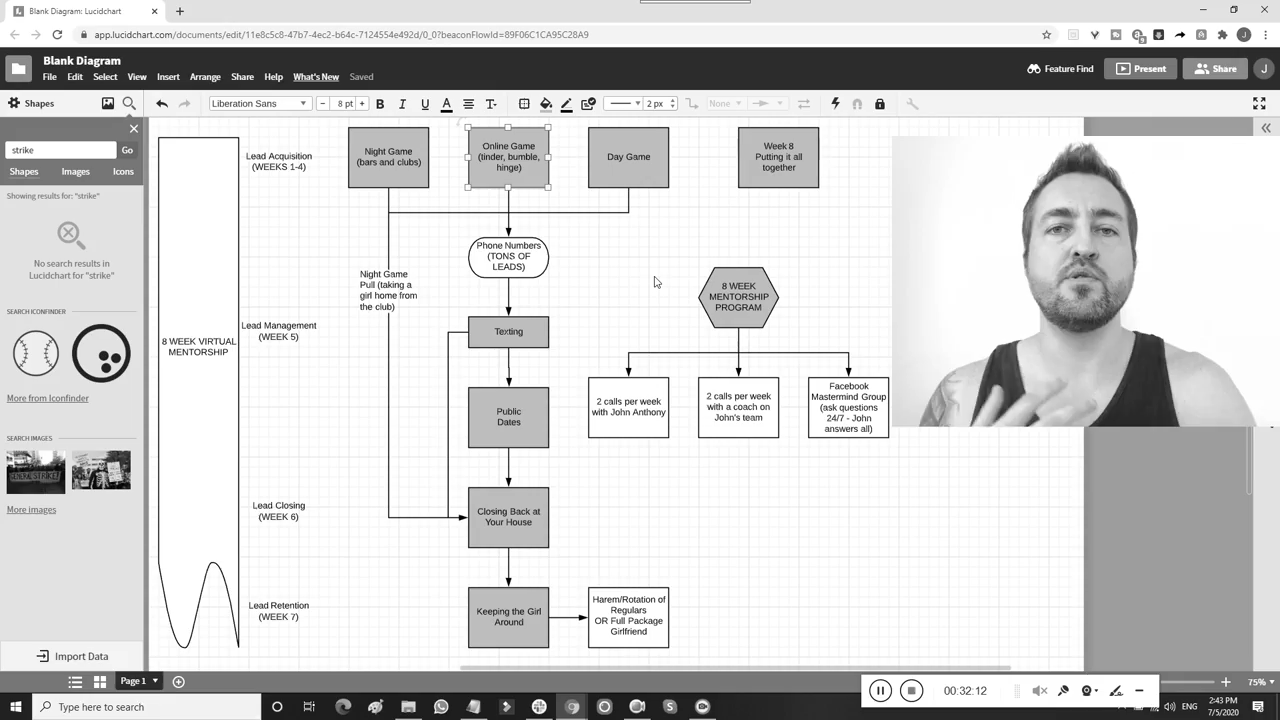 Blank Diagram: Lucidchart
app.lucidchart.com/documents/edit/11e8c5c8-47b7-4ec2-b64c-7124554e492d/0_0?beaconFlowId=89F06C1CA95C28A9
Blank Diagram
File Edit Select View Insert Arrange Share Help What's New Saved
Feature Find
Present
Share
J
Shapes
Liberation Sans
8 pt
2 px
None
strike
Go
Shapes Images Icons
Showing results for: "strike"
No search results in
Lucidchart for "strike"
SEARCH ICONFINDER
More from Iconfinder
SEARCH IMAGES
More images
Import Data
8 WEEK VIRTUAL
MENTORSHIP
Lead Acquisition
(WEEKS 1-4)
Lead Management
(WEEK 5)
Lead Closing
(WEEK 6)
Lead Retention
(WEEK 7)
Night Game
(bars and clubs)
Online Game
(tinder, bumble,
hinge)
Day Game
Week 8
Putting it all
together
Phone Numbers
(TONS OF
LEADS)
Night Game
Pull (taking a
girl home from
the club)
Texting
Public
Dates
Closing Back at
Your House
Keeping the Girl
Around
Harem/Rotation of
Regulars
OR Full Package
Girlfriend
8 WEEK
MENTORSHIP
PROGRAM
2 calls per week
with John Anthony
2 calls per week
with a coach on
John's team
Facebook
Mastermind Group
(ask questions
24/7 - John
answers all)
Page 1
75%
00:32:12
Type here to search
ENG
2:43 PM
7/5/2020